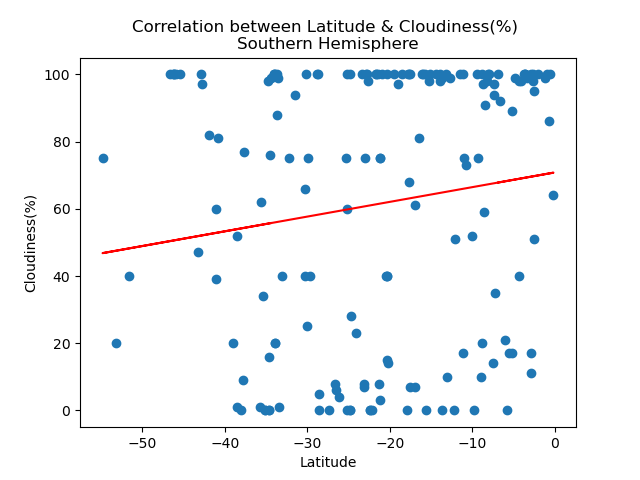 Correlation between Latitude & Cloudiness(%)
Southern Hemisphere
100
80
60
40
20
0
Cloudiness(%)
−50 −40 −30 −20 −10 0
Latitude